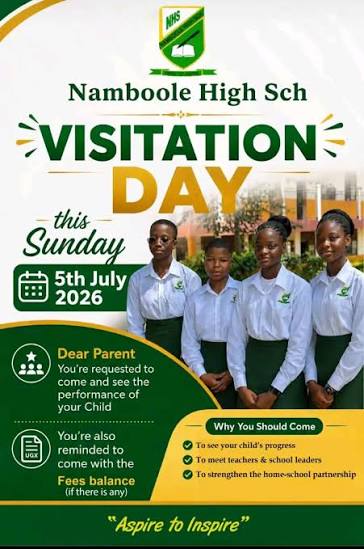 NHS
Namboole High Sch
VISITATION
DAY
this
Sunday
5th July
2026
Dear Parent
You're requested to
come and see the
performance of
your Child
UGX
You're also
reminded to
come with the
Fees balance
(if there is any)
Why You Should Come
To see your child's progress
To meet teachers & school leaders
To strengthen the home-school partnership
"Aspire to Inspire"